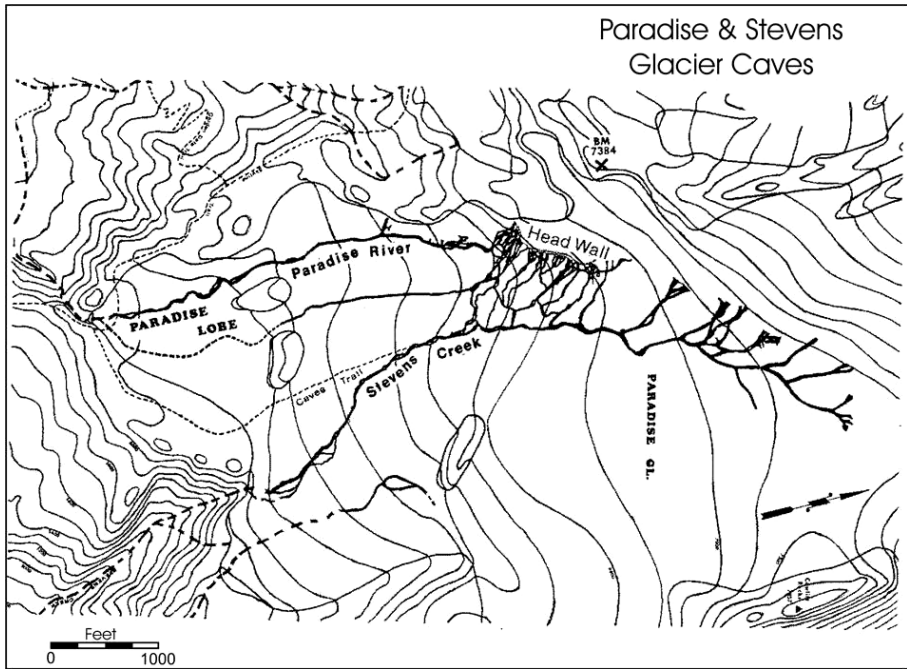 Paradise & Stevens
Glacier Caves
BM
7384
Head Wall
Paradise River
PARADISE
LOBE
Stevens Creek
Caves Trail
PARADISE GL.
Feet
0 1000